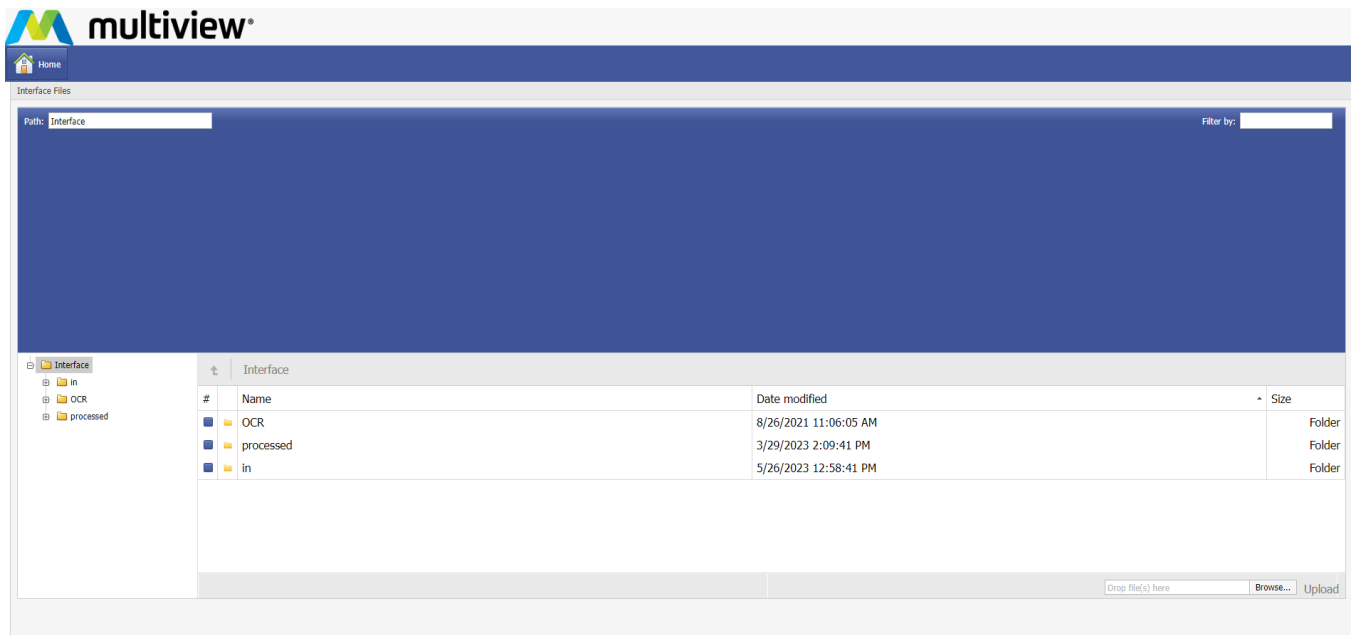 multiview®
Home
Interface Files
Path: Interface Filter by:
Interface
in
OCR
processed
Interface
# Name Date modified Size
OCR 8/26/2021 11:06:05 AM Folder
processed 3/29/2023 2:09:41 PM Folder
in 5/26/2023 12:58:41 PM Folder
Drop file(s) here Browse... Upload